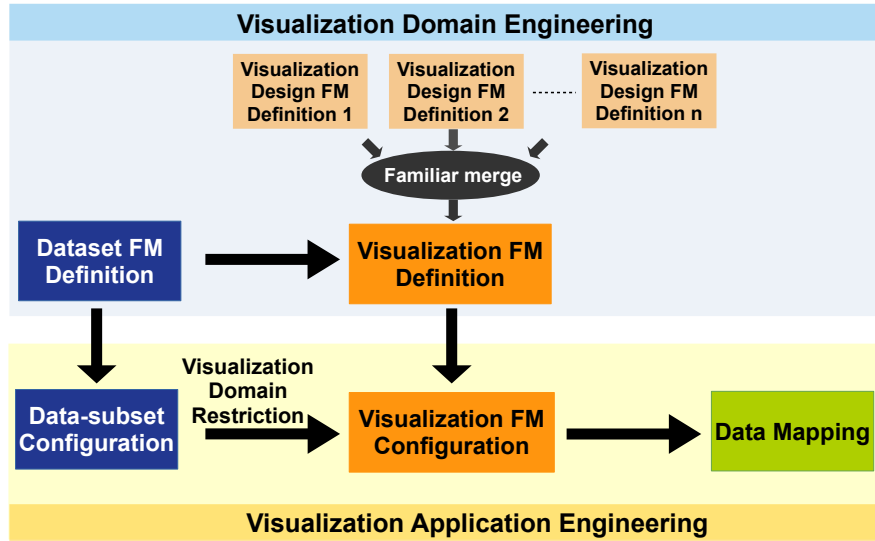 Visualization Domain Engineering
Visualization
Design FM
Definition 1
Visualization
Design FM
Definition 2
Visualization
Design FM
Definition n
Familiar merge
Dataset FM
Definition
Visualization FM
Definition
Visualization
Domain
Restriction
Data-subset
Configuration
Visualization FM
Configuration
Data Mapping
Visualization Application Engineering